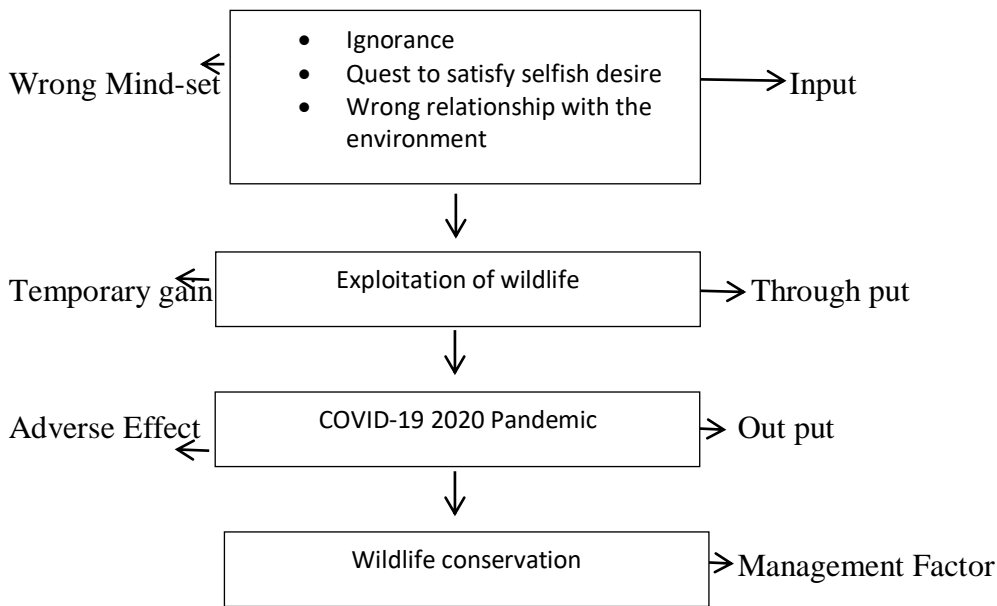 • Ignorance
• Quest to satisfy selfish desire
Wrong Mind-set
Input
• Wrong relationship with the
environment
Temporary gain
Exploitation of wildlife
Through put
Adverse Effect
COVID-19 2020 Pandemic
Out put
Wildlife conservation
Management Factor